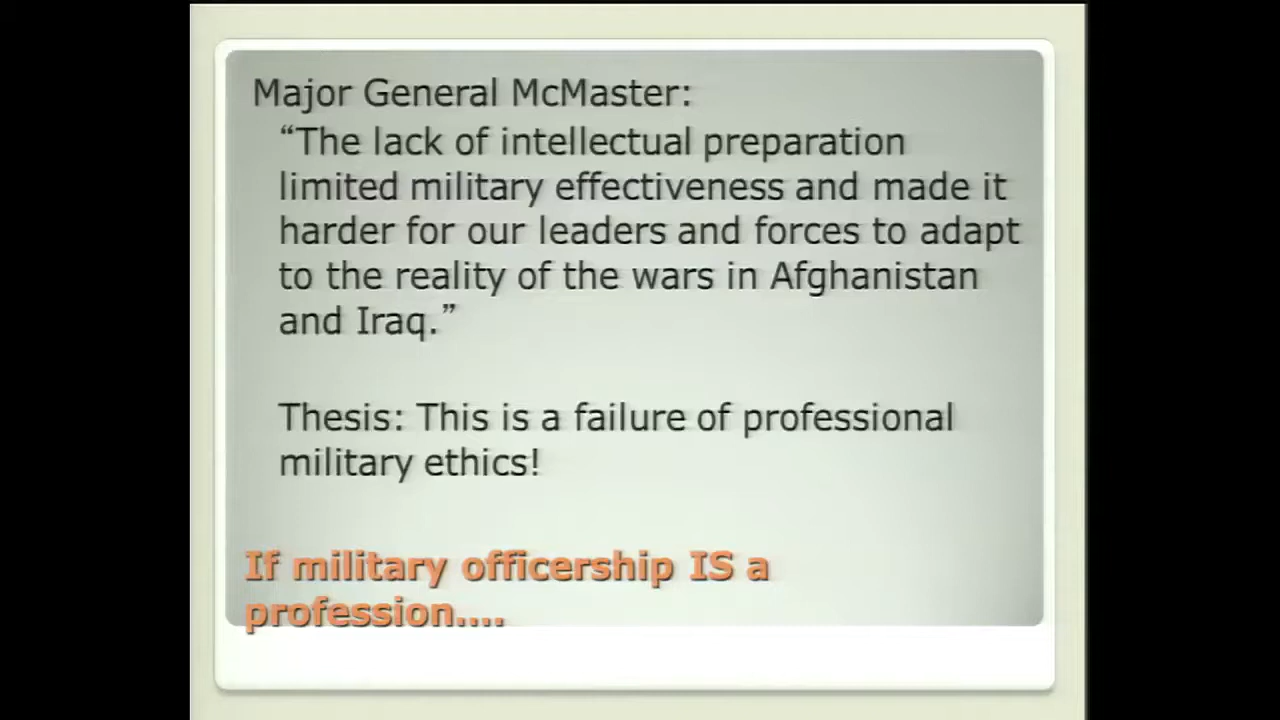 Major General McMaster:
“The lack of intellectual preparation
limited military effectiveness and made it
harder for our leaders and forces to adapt
to the reality of the wars in Afghanistan
and Iraq.”
Thesis: This is a failure of professional
military ethics!
If military officership IS a
profession....